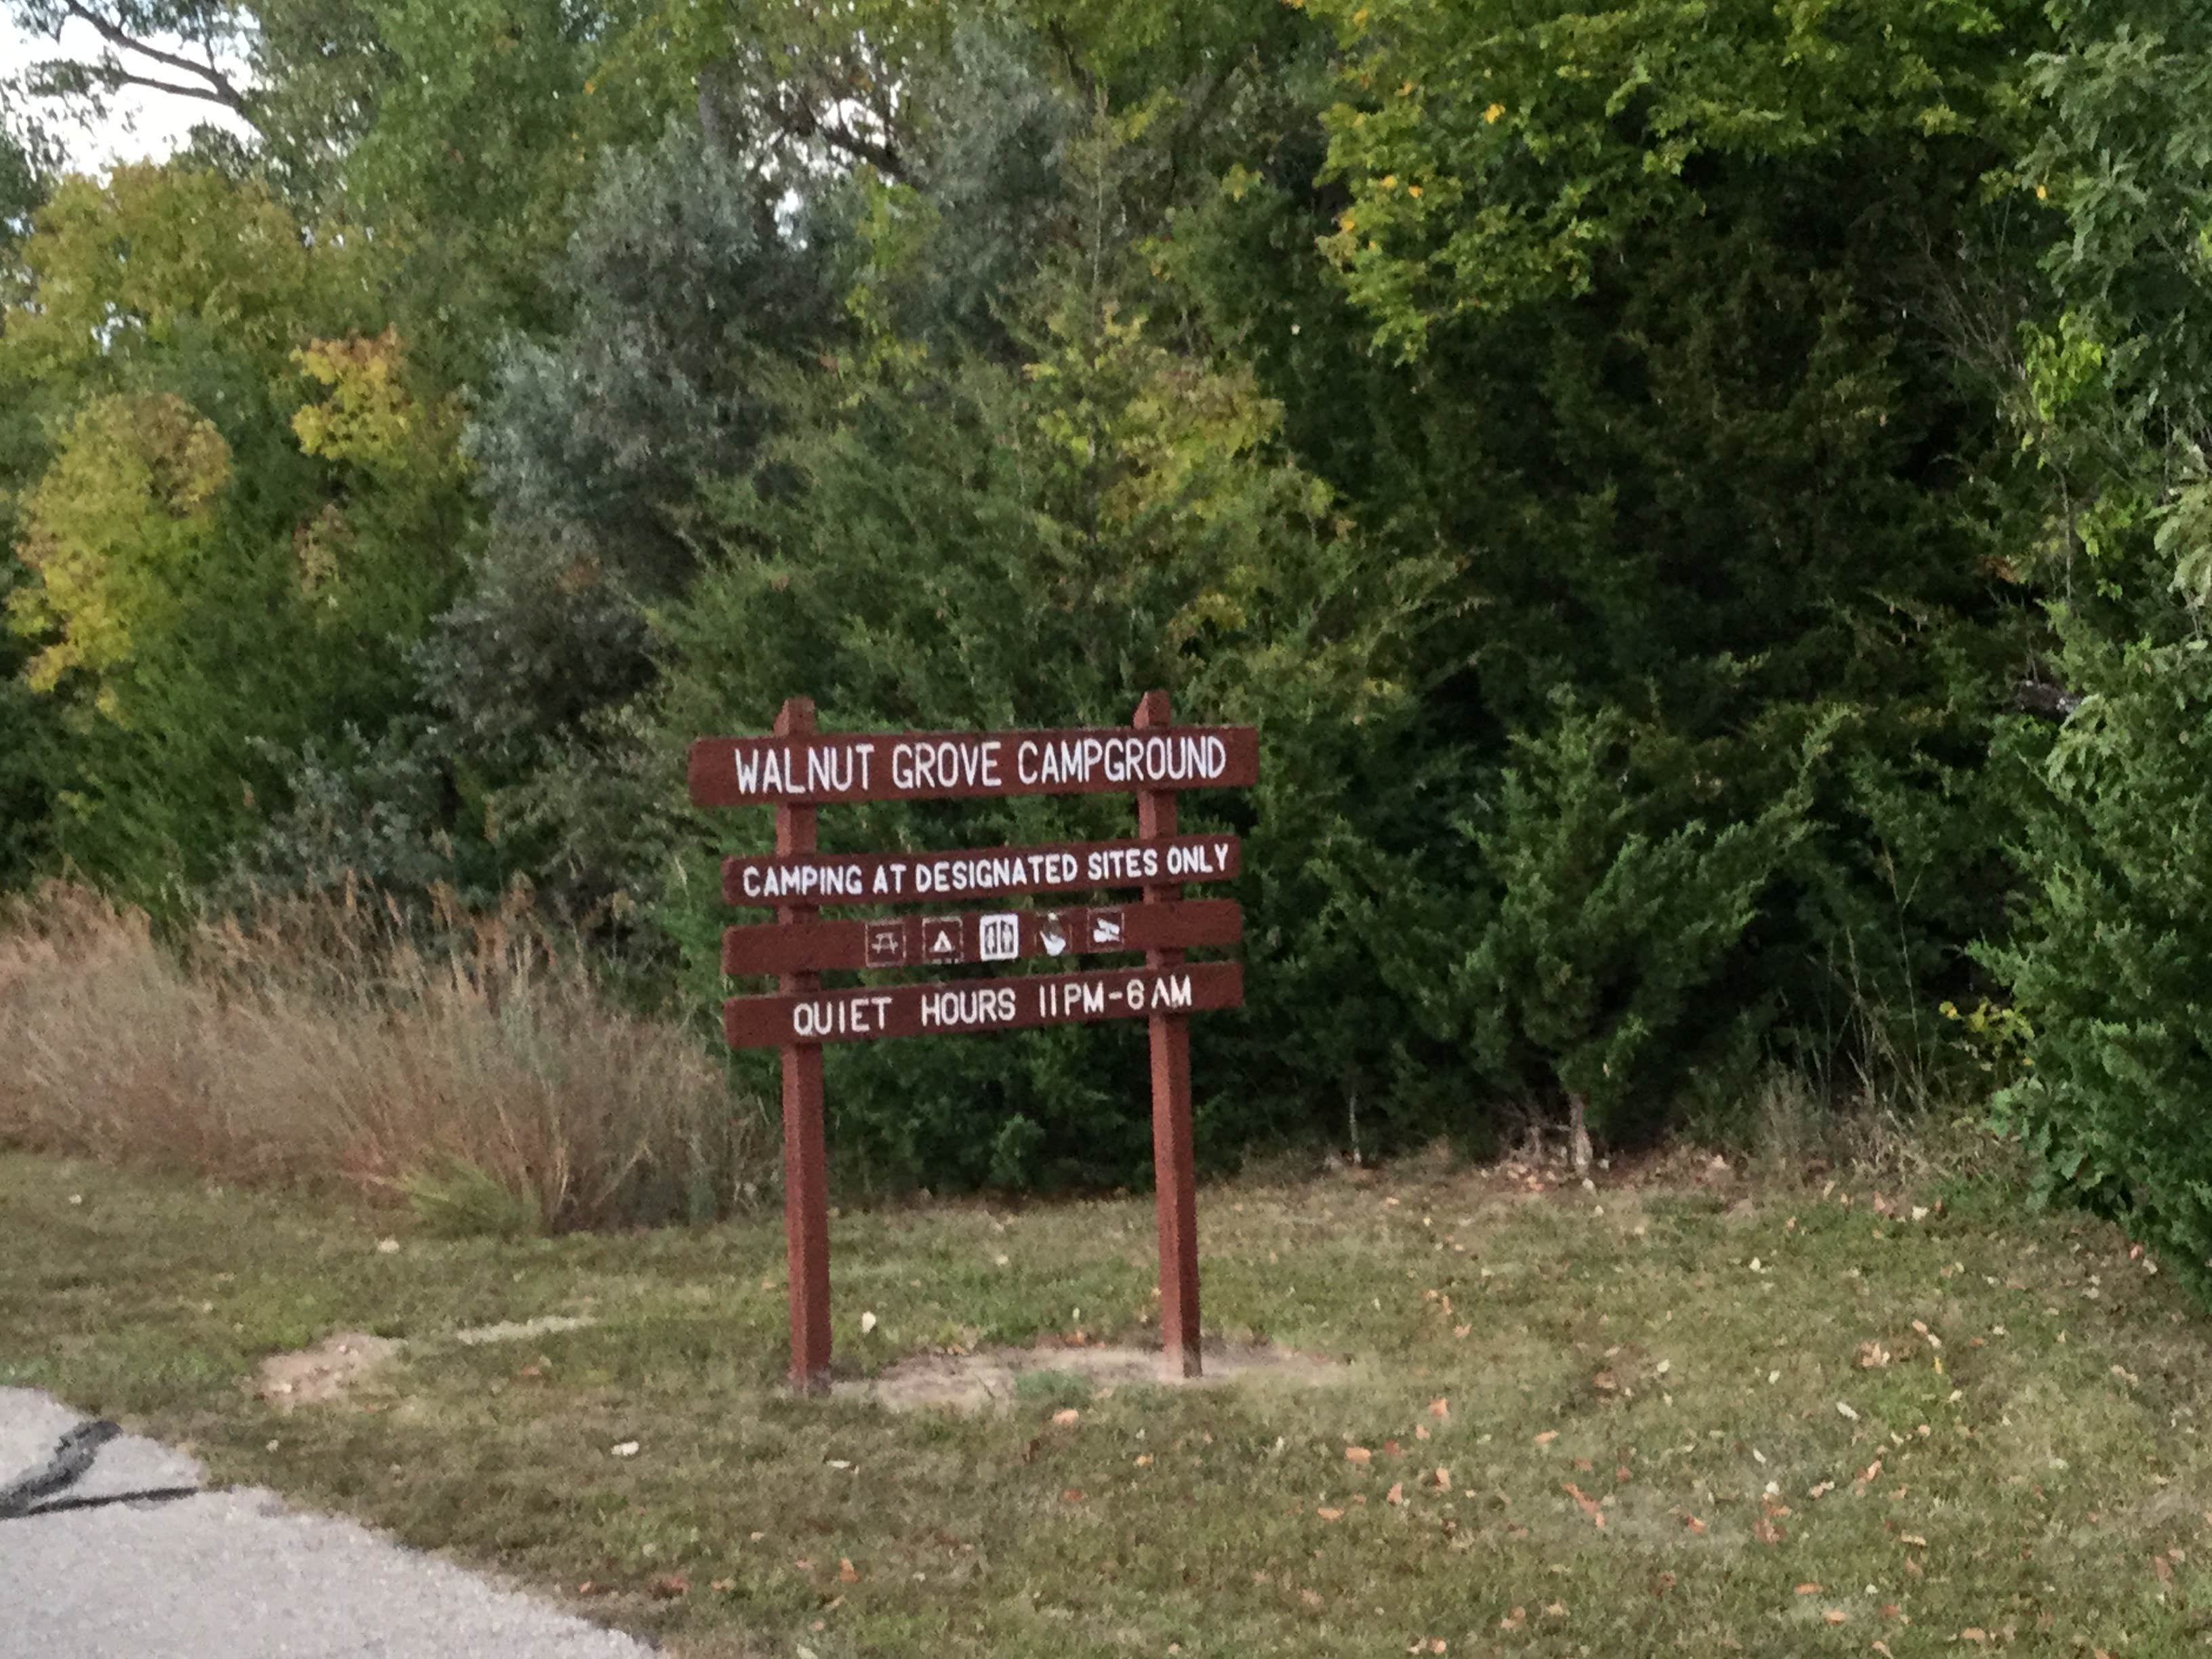 WALNUT GROVE CAMPGROUND
CAMPING AT DESIGNATED SITES ONLY
QUIET HOURS 11PM-6AM